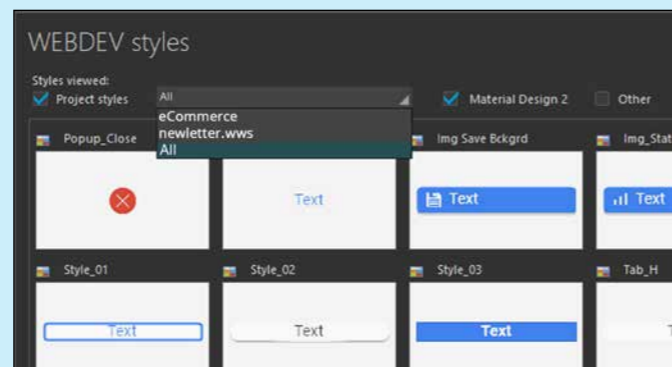 WEBDEV styles
Styles viewed:
Project styles All Material Design 2 Other
eCommerce
newletter.wws
All
Popup_Close Img Save Bckgrd Img_Stat
Text Text Text
Style_01 Style_02 Style_03 Tab_H
Text Text Text